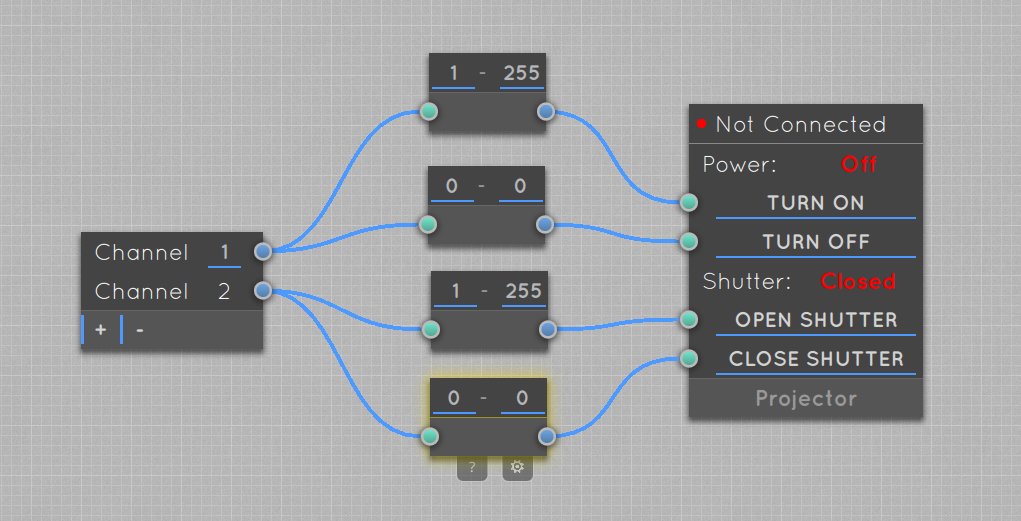 1 - 255
0 - 0
Channel 1
Channel 2
+ -
1 - 255
0 - 0
?
Not Connected
Power: Off
TURN ON
TURN OFF
Shutter: Closed
OPEN SHUTTER
CLOSE SHUTTER
Projector